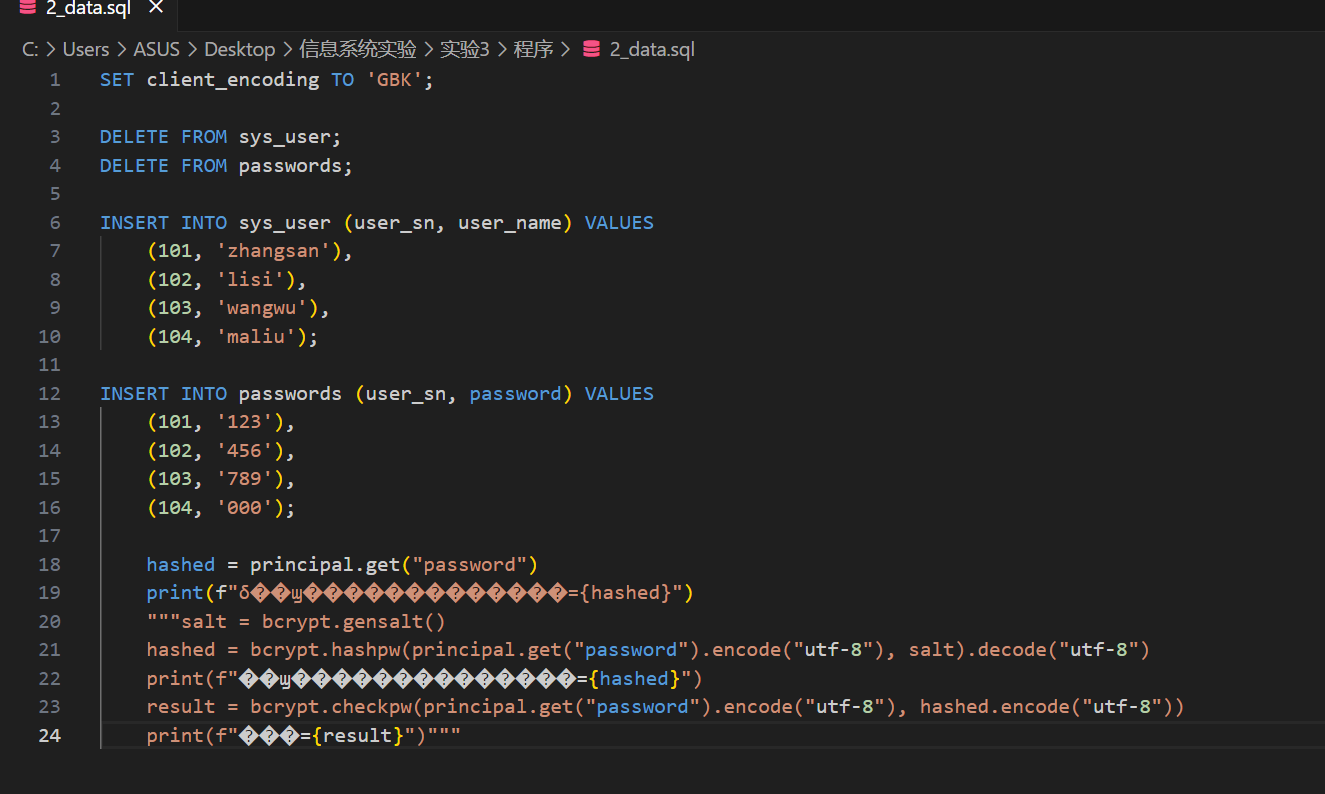 2_data.sql ×
C: > Users > ASUS > Desktop > 信息系统实验 > 实验3 > 程序 > 2_data.sql
1 SET client_encoding TO 'GBK';
2
3 DELETE FROM sys_user;
4 DELETE FROM passwords;
5
6 INSERT INTO sys_user (user_sn, user_name) VALUES
7 (101, 'zhangsan'),
8 (102, 'lisi'),
9 (103, 'wangwu'),
10 (104, 'maliu');
11
12 INSERT INTO passwords (user_sn, password) VALUES
13 (101, '123'),
14 (102, '456'),
15 (103, '789'),
16 (104, '000');
17
18 hashed = principal.get("password")
19 print(f"δ��ɰ�������������={hashed}")
20 """salt = bcrypt.gensalt()
21 hashed = bcrypt.hashpw(principal.get("password").encode("utf-8"), salt).decode("utf-8")
22 print(f"��ɰ��������������={hashed}")
23 result = bcrypt.checkpw(principal.get("password").encode("utf-8"), hashed.encode("utf-8"))
24 print(f"���={result}")"""